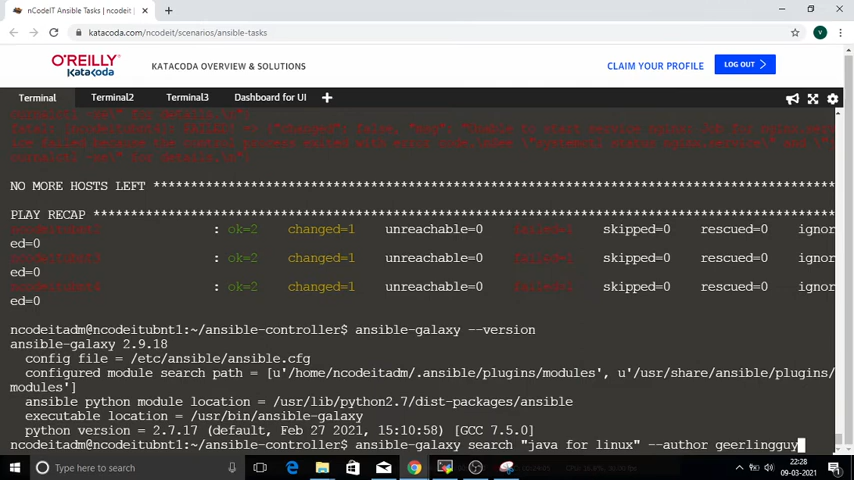 nCodeIT Ansible Tasks | ncodeit
katacoda.com/ncodeit/scenarios/ansible-tasks
V
O'REILLY
Katacoda
KATACODA OVERVIEW & SOLUTIONS
CLAIM YOUR PROFILE
LOG OUT
Terminal
Terminal2
Terminal3
Dashboard for UI
NO MORE HOSTS LEFT
PLAY RECAP
: ok=2 changed=1 unreachable=0 failed=1 skipped=0 rescued=0 ignor
ed=0
: ok=2 changed=1 unreachable=0 failed=1 skipped=0 rescued=0 ignor
ed=0
: ok=2 changed=1 unreachable=0 failed=1 skipped=0 rescued=0 ignor
ed=0
ncodeitadm@ncodeitubnt1:~/ansible-controller$ ansible-galaxy --version
ansible-galaxy 2.9.18
config file = /etc/ansible/ansible.cfg
configured module search path = [u'/home/ncodeitadm/.ansible/plugins/modules', u'/usr/share/ansible/plugins/
modules']
ansible python module location = /usr/lib/python2.7/dist-packages/ansible
executable location = /usr/bin/ansible-galaxy
python version = 2.7.17 (default, Feb 27 2021, 15:10:58) [GCC 7.5.0]
ncodeitadm@ncodeitubnt1:~/ansible-controller$ ansible-galaxy search "java for linux" --author geerlingguy
Type here to search
22:28